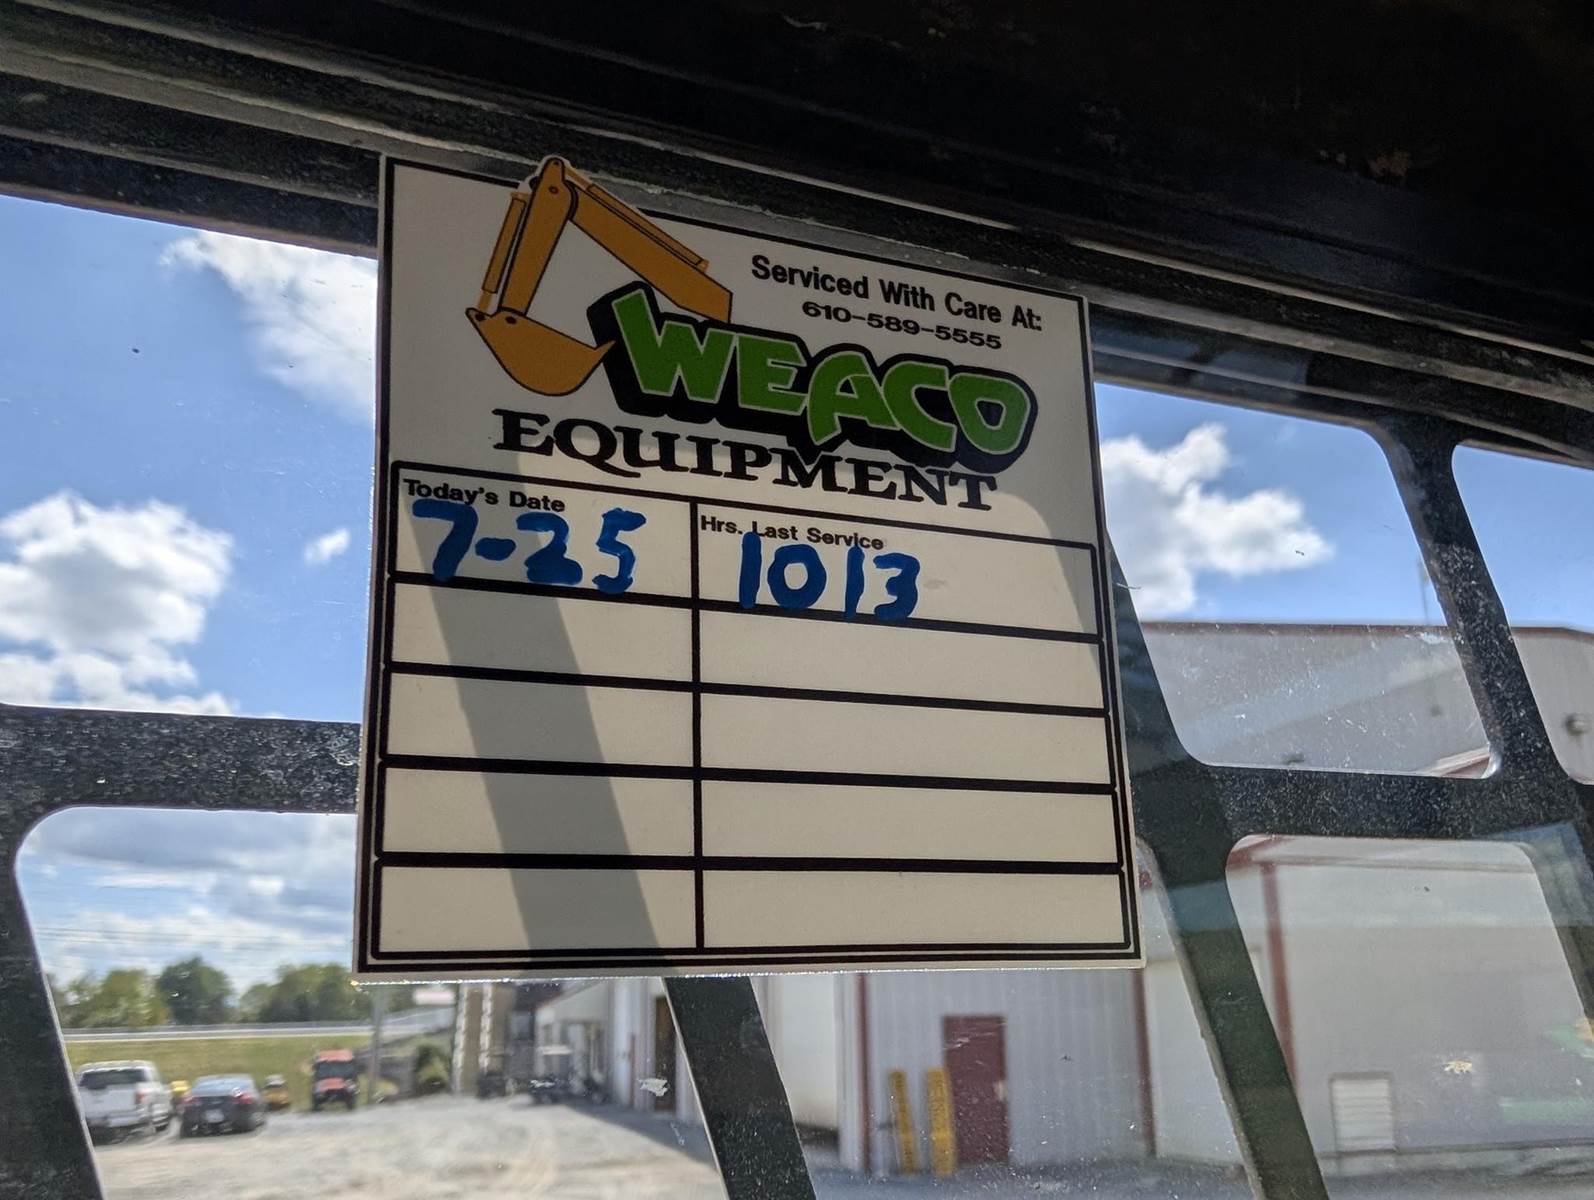 Serviced With Care At:
610-589-5555
WEACO
EQUIPMENT
Today's Date
Hrs. Last Service
7-25
1013